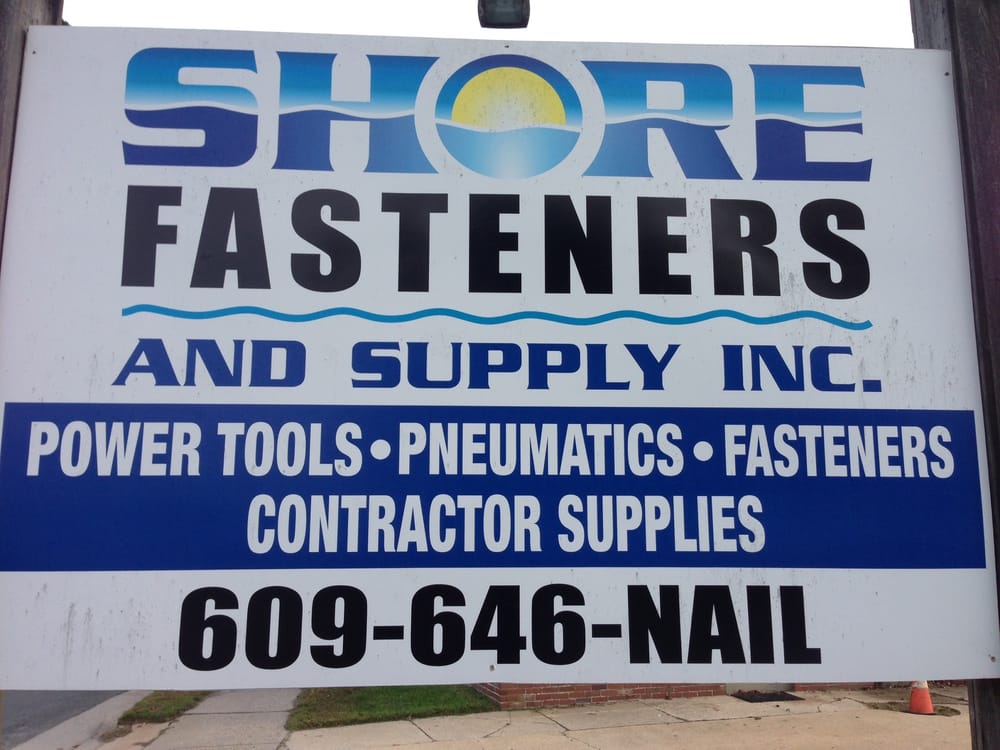 SHORE
FASTENERS
AND SUPPLY INC.
POWER TOOLS • PNEUMATICS • FASTENERS
CONTRACTOR SUPPLIES
609-646-NAIL